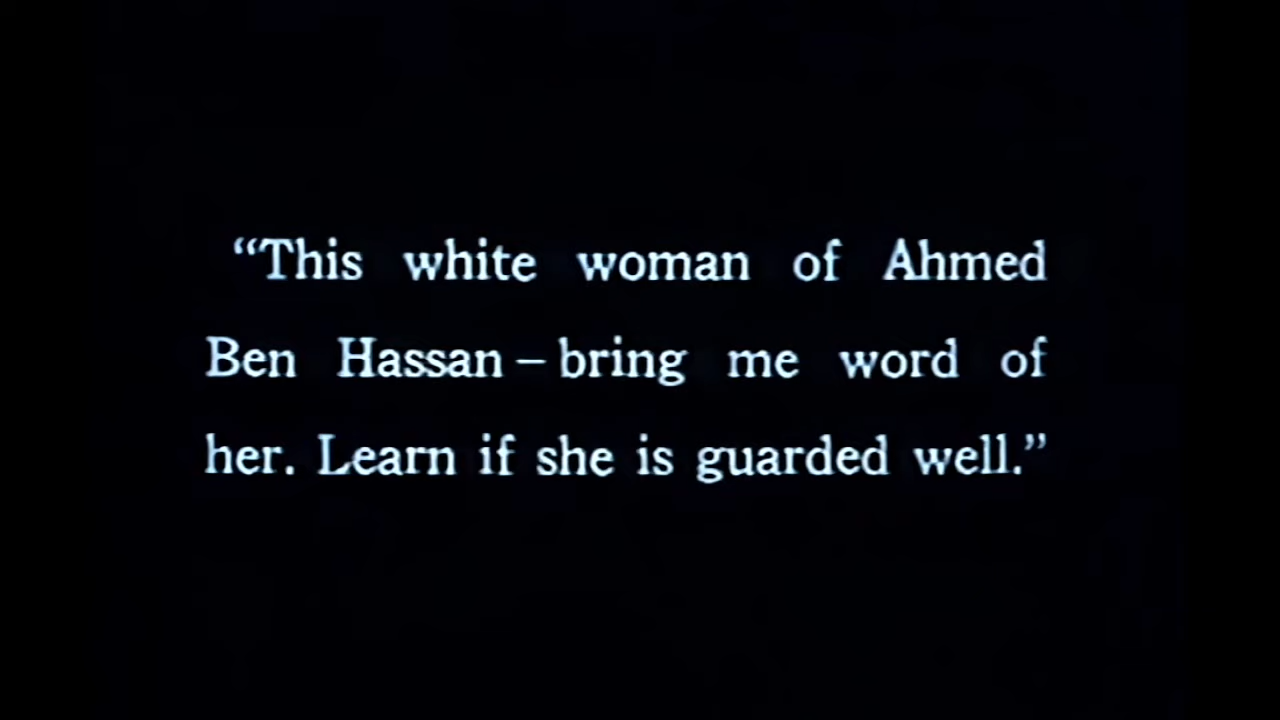 “This white woman of Ahmed
Ben Hassan – bring me word of
her. Learn if she is guarded well.”